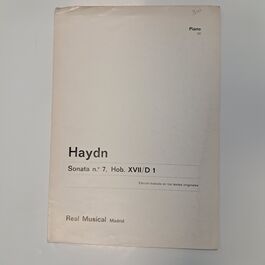 Piano
Haydn
Sonata n.º 7, Hob. XVII/D 1
Edición basada en los textos originales
Real Musical Madrid